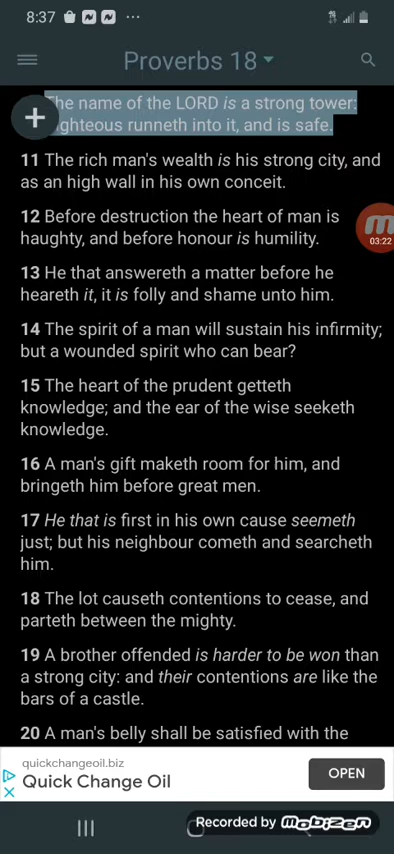 8:37
Proverbs 18
The name of the LORD is a strong tower:
ighteous runneth into it, and is safe.
11 The rich man's wealth is his strong city, and
as an high wall in his own conceit.
12 Before destruction the heart of man is
haughty, and before honour is humility.
03:22
13 He that answereth a matter before he
heareth it, it is folly and shame unto him.
14 The spirit of a man will sustain his infirmity;
but a wounded spirit who can bear?
15 The heart of the prudent getteth
knowledge; and the ear of the wise seeketh
knowledge.
16 A man's gift maketh room for him, and
bringeth him before great men.
17 He that is first in his own cause seemeth
just; but his neighbour cometh and searcheth
him.
18 The lot causeth contentions to cease, and
parteth between the mighty.
19 A brother offended is harder to be won than
a strong city: and their contentions are like the
bars of a castle.
20 A man's belly shall be satisfied with the
quickchangeoil.biz
Quick Change Oil
OPEN
Recorded by mobizen